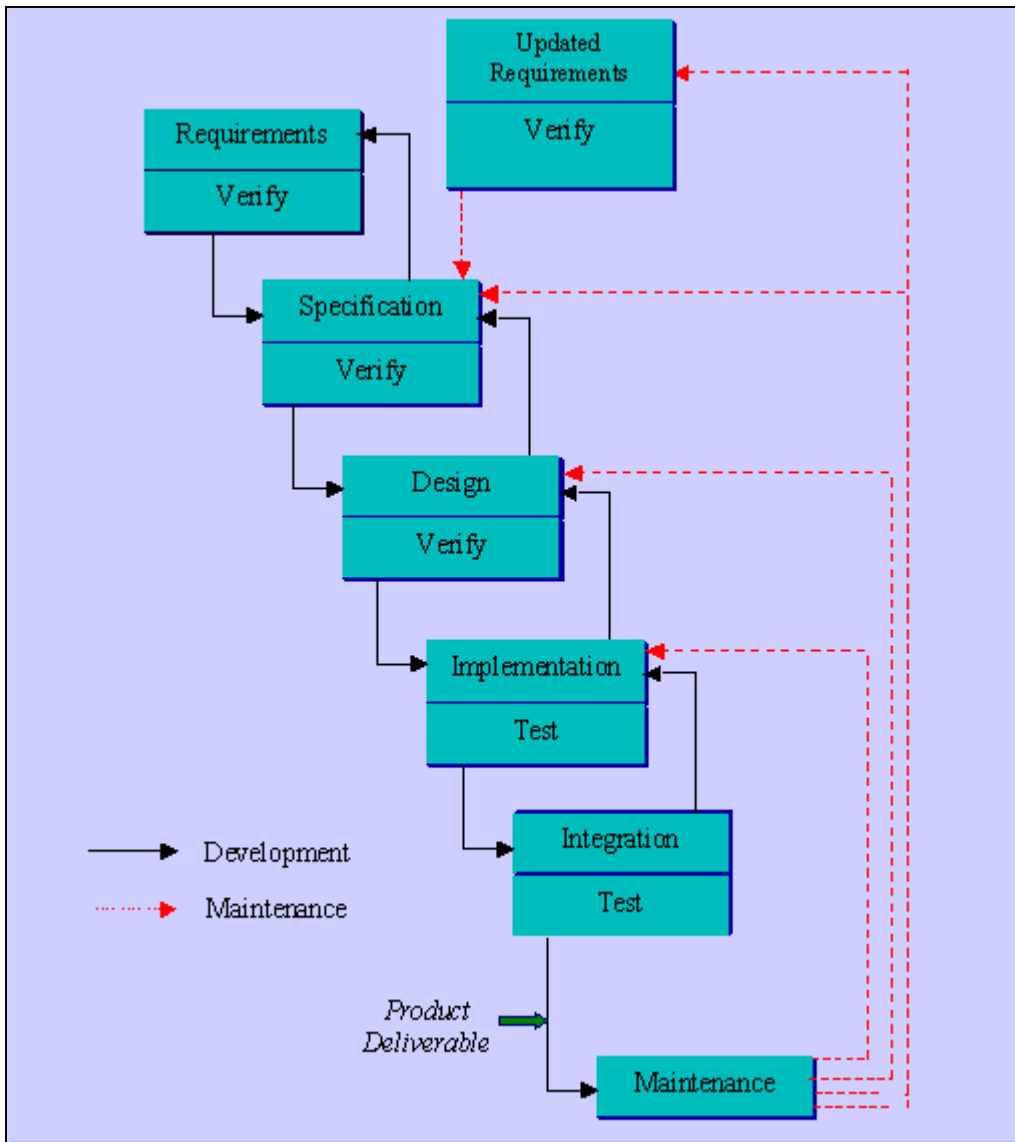 Updated
Requirements
Verify
Requirements
Verify
Specification
Verify
Design
Verify
Implementation
Test
Integration
Test
Development
Maintenance
Product
Deliverable
Maintenance